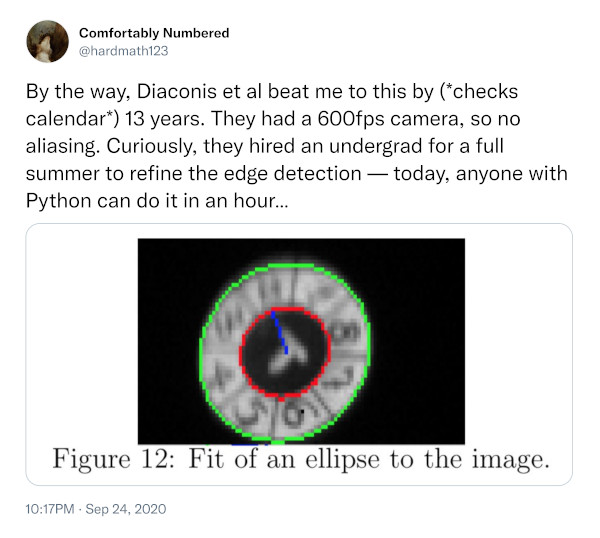 Comfortably Numbered
@hardmath123
By the way, Diaconis et al beat me to this by (*checks
calendar*) 13 years. They had a 600fps camera, so no
aliasing. Curiously, they hired an undergrad for a full
summer to refine the edge detection — today, anyone with
Python can do it in an hour...
Figure 12: Fit of an ellipse to the image.
10:17PM · Sep 24, 2020